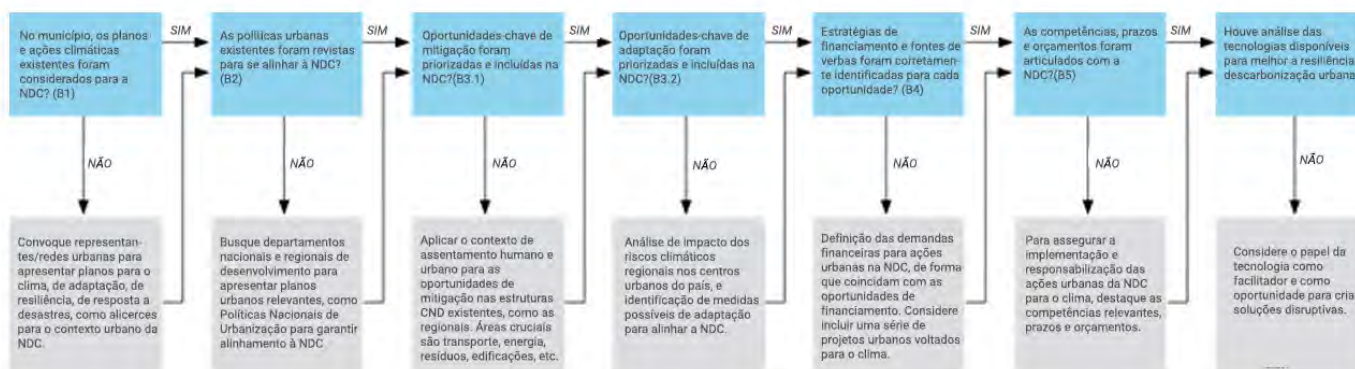 No município, os planos
e ações climáticas
existentes foram
considerados para a
NDC? (B1)
SIM
As políticas urbanas
existentes foram revistas
para se alinhar à NDC?
(B2)
SIM
Oportunidades-chave de
mitigação foram
priorizadas e incluídas na
NDC?(B3.1)
SIM
Oportunidades-chave de
adaptação foram
priorizadas e incluídas na
NDC?(B3.2)
SIM
Estratégias de
financiamento e fontes de
verbas foram corretamen-
te identificadas para cada
oportunidade? (B4)
SIM
As competências, prazos
e orçamentos foram
articulados com a
NDC?(B5)
SIM
Houve análise das
tecnologias disponíveis
para melhor a resiliência
descarbonização urbana
NÃO
NÃO
NÃO
NÃO
NÃO
NÃO
NÃO
Convoque representan-
tes/redes urbanas para
apresentar planos para o
clima, de adaptação, de
resiliência, de resposta a
desastres, como alicerces
para o contexto urbano da
NDC.
Busque departamentos
nacionais e regionais de
desenvolvimento para
apresentar planos
urbanos relevantes, como
Políticas Nacionais de
Urbanização para garantir
alinhamento à NDC
Aplicar o contexto de
assentamento humano e
urbano para as
oportunidades de
mitigação nas estruturas
CND existentes, como as
regionais. Áreas cruciais
são transporte, energia,
resíduos, edificações, etc.
Análise de impacto dos
riscos climáticos
regionais nos centros
urbanos do país, e
identificação de medidas
possíveis de adaptação
para alinhar a NDC.
Definição das demandas
financeiras para ações
urbanas na NDC, de forma
que coincidam com as
oportunidades de
financiamento. Considere
incluir uma série de
projetos urbanos voltados
para o clima.
Para assegurar a
implementação e
responsabilização das
ações urbanas da NDC
para o clima, destaque as
competências relevantes,
prazos e orçamentos.
Considere o papel da
tecnologia como
facilitador e como
oportunidade para cria
soluções disruptivas.